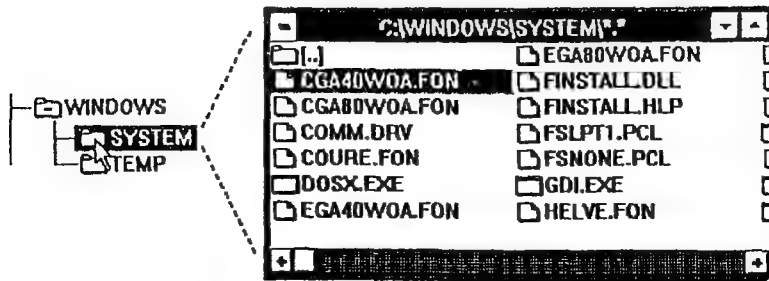 WINDOWS
SYSTEM
TEMP
C:\WINDOWS\SYSTEM\*.*
[..]
CGA40WOA.FON
CGA80WOA.FON
COMM.DRV
COURE.FON
DOSX.EXE
EGA40WOA.FON
EGA80WOA.FON
FINSTALL.DLL
FINSTALL.HLP
FSLPT1.PCL
FSNONE.PCL
GDI.EXE
HELVE.FON